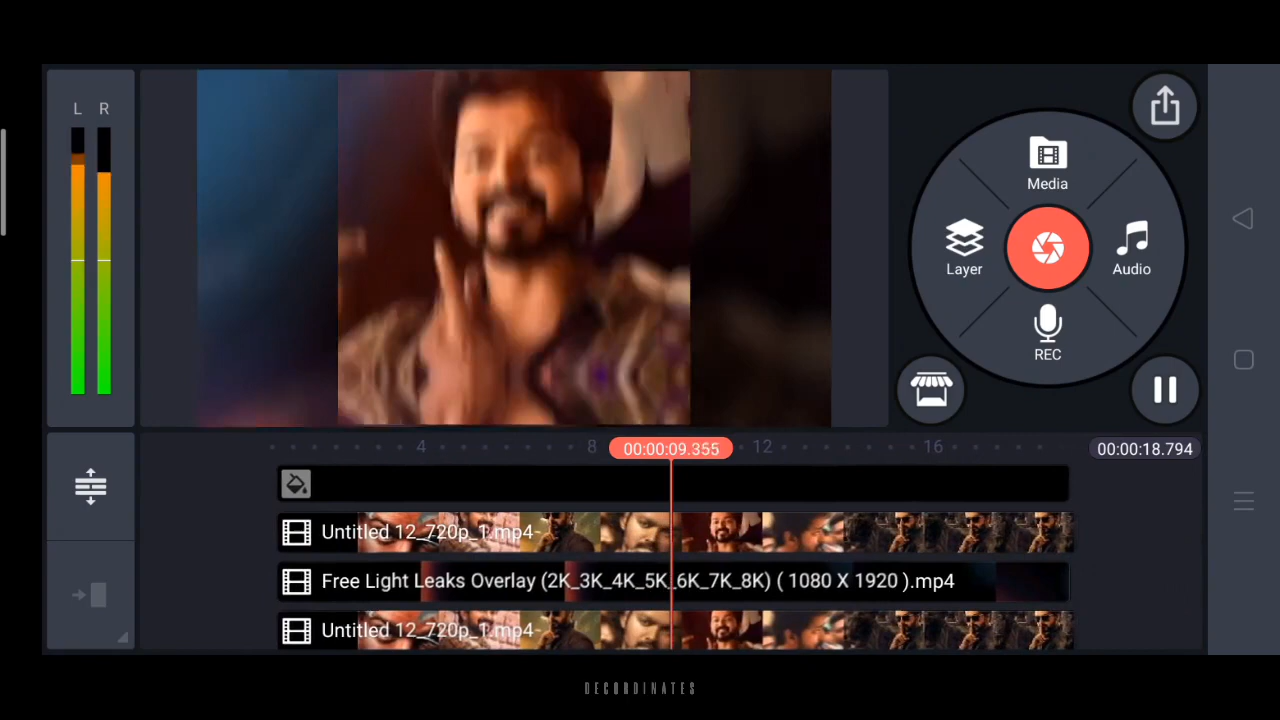 L R
Media
Layer
Audio
REC
4 8 00:00:09.355 12 16 00:00:18.794
Untitled 12_720p_1.mp4-
Free Light Leaks Overlay (2K_3K_4K_5K_6K_7K_8K) ( 1080 X 1920 ).mp4
Untitled 12_720p_1.mp4-
DECORDINATES